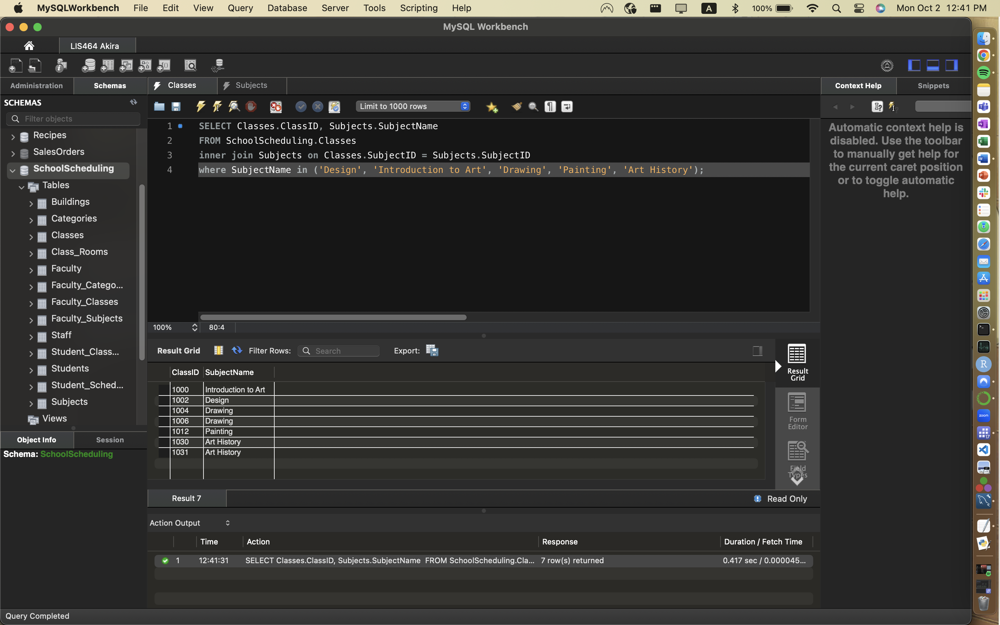 MySQLWorkbench File Edit View Query Database Server Tools Scripting Help A 100% Mon Oct 2 12:41 PM
MySQL Workbench
LIS464 Akira
Administration Schemas Classes Subjects Context Help Snippets
SCHEMAS
Limit to 1000 rows
Filter objects
Recipes
SalesOrders
SchoolScheduling
Tables
Buildings
Categories
Classes
Class_Rooms
Faculty
Faculty_Catego...
Faculty_Classes
Faculty_Subjects
Staff
Student_Class...
Students
Student_Sched...
Subjects
Views
Object Info Session
Schema: SchoolScheduling
1 SELECT Classes.ClassID, Subjects.SubjectName
2 FROM SchoolScheduling.Classes
3 inner join Subjects on Classes.SubjectID = Subjects.SubjectID
4 where SubjectName in ('Design', 'Introduction to Art', 'Drawing', 'Painting', 'Art History');
100% 80:4
Result Grid Filter Rows: Search Export:
ClassID SubjectName
1000 Introduction to Art
1002 Design
1004 Drawing
1006 Drawing
1012 Painting
1030 Art History
1031 Art History
Result
Grid
Form
Editor
Field
Types
Result 7 Read Only
Action Output
Time Action Response Duration / Fetch Time
1 12:41:31 SELECT Classes.ClassID, Subjects.SubjectName FROM SchoolScheduling.Cla... 7 row(s) returned 0.417 sec / 0.000045...
Automatic context help is
disabled. Use the toolbar
to manually get help for
the current caret position
or to toggle automatic
help.
zoom
17
Query Completed